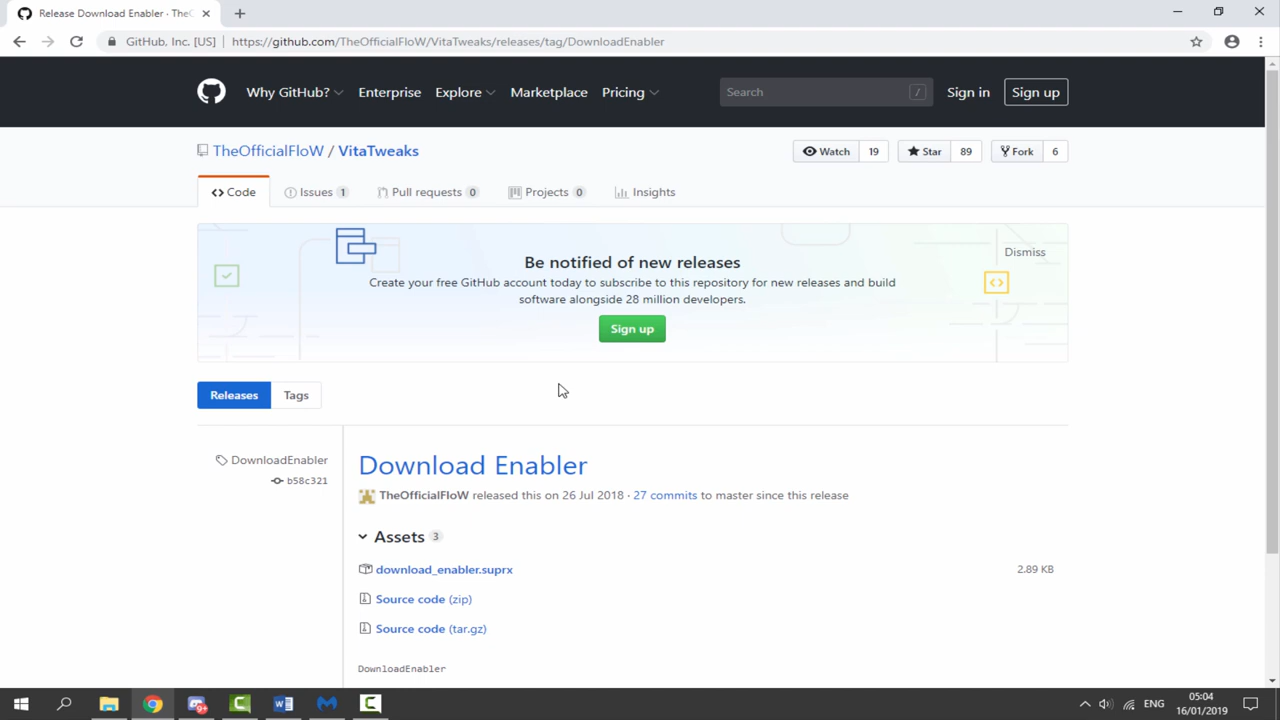 Release Download Enabler · The
GitHub, Inc. [US] | https://github.com/TheOfficialFloW/VitaTweaks/releases/tag/DownloadEnabler
Why GitHub? Enterprise Explore Marketplace Pricing Search / Sign in Sign up
TheOfficialFloW / VitaTweaks
Watch 19 Star 89 Fork 6
Code Issues 1 Pull requests 0 Projects 0 Insights
Be notified of new releases
Dismiss
Create your free GitHub account today to subscribe to this repository for new releases and build
software alongside 28 million developers.
Sign up
Releases Tags
DownloadEnabler
b58c321
Download Enabler
TheOfficialFloW released this on 26 Jul 2018 · 27 commits to master since this release
Assets 3
download_enabler.suprx 2.89 KB
Source code (zip)
Source code (tar.gz)
DownloadEnabler
ENG
05:04
16/01/2019